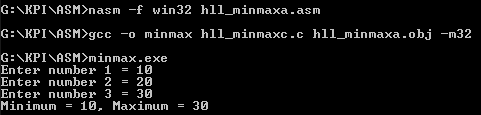 G:\KPI\ASM>nasm -f win32 hll_minmaxa.asm
G:\KPI\ASM>gcc -o minmax hll_minmaxc.c hll_minmaxa.obj -m32
G:\KPI\ASM>minmax.exe
Enter number 1 = 10
Enter number 2 = 20
Enter number 3 = 30
Minimum = 10, Maximum = 30